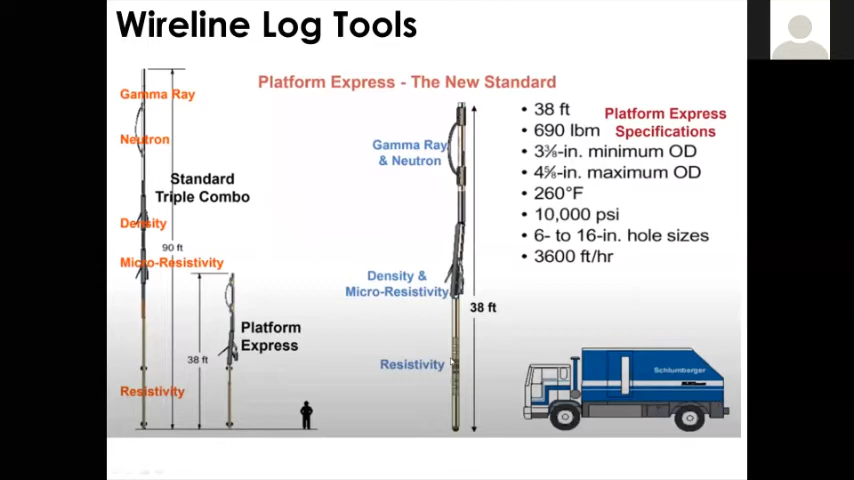 Wireline Log Tools
Platform Express - The New Standard
Gamma Ray
Neutron
Standard
Triple Combo
Density
90 ft
Micro-Resistivity
Platform
Express
38 ft
Resistivity
Gamma Ray
& Neutron
Density &
Micro-Resistivity
38 ft
Resistivity
Platform Express
Specifications
• 38 ft
• 690 lbm
• 3⅜-in. minimum OD
• 4⅝-in. maximum OD
• 260°F
• 10,000 psi
• 6- to 16-in. hole sizes
• 3600 ft/hr
Schlumberger